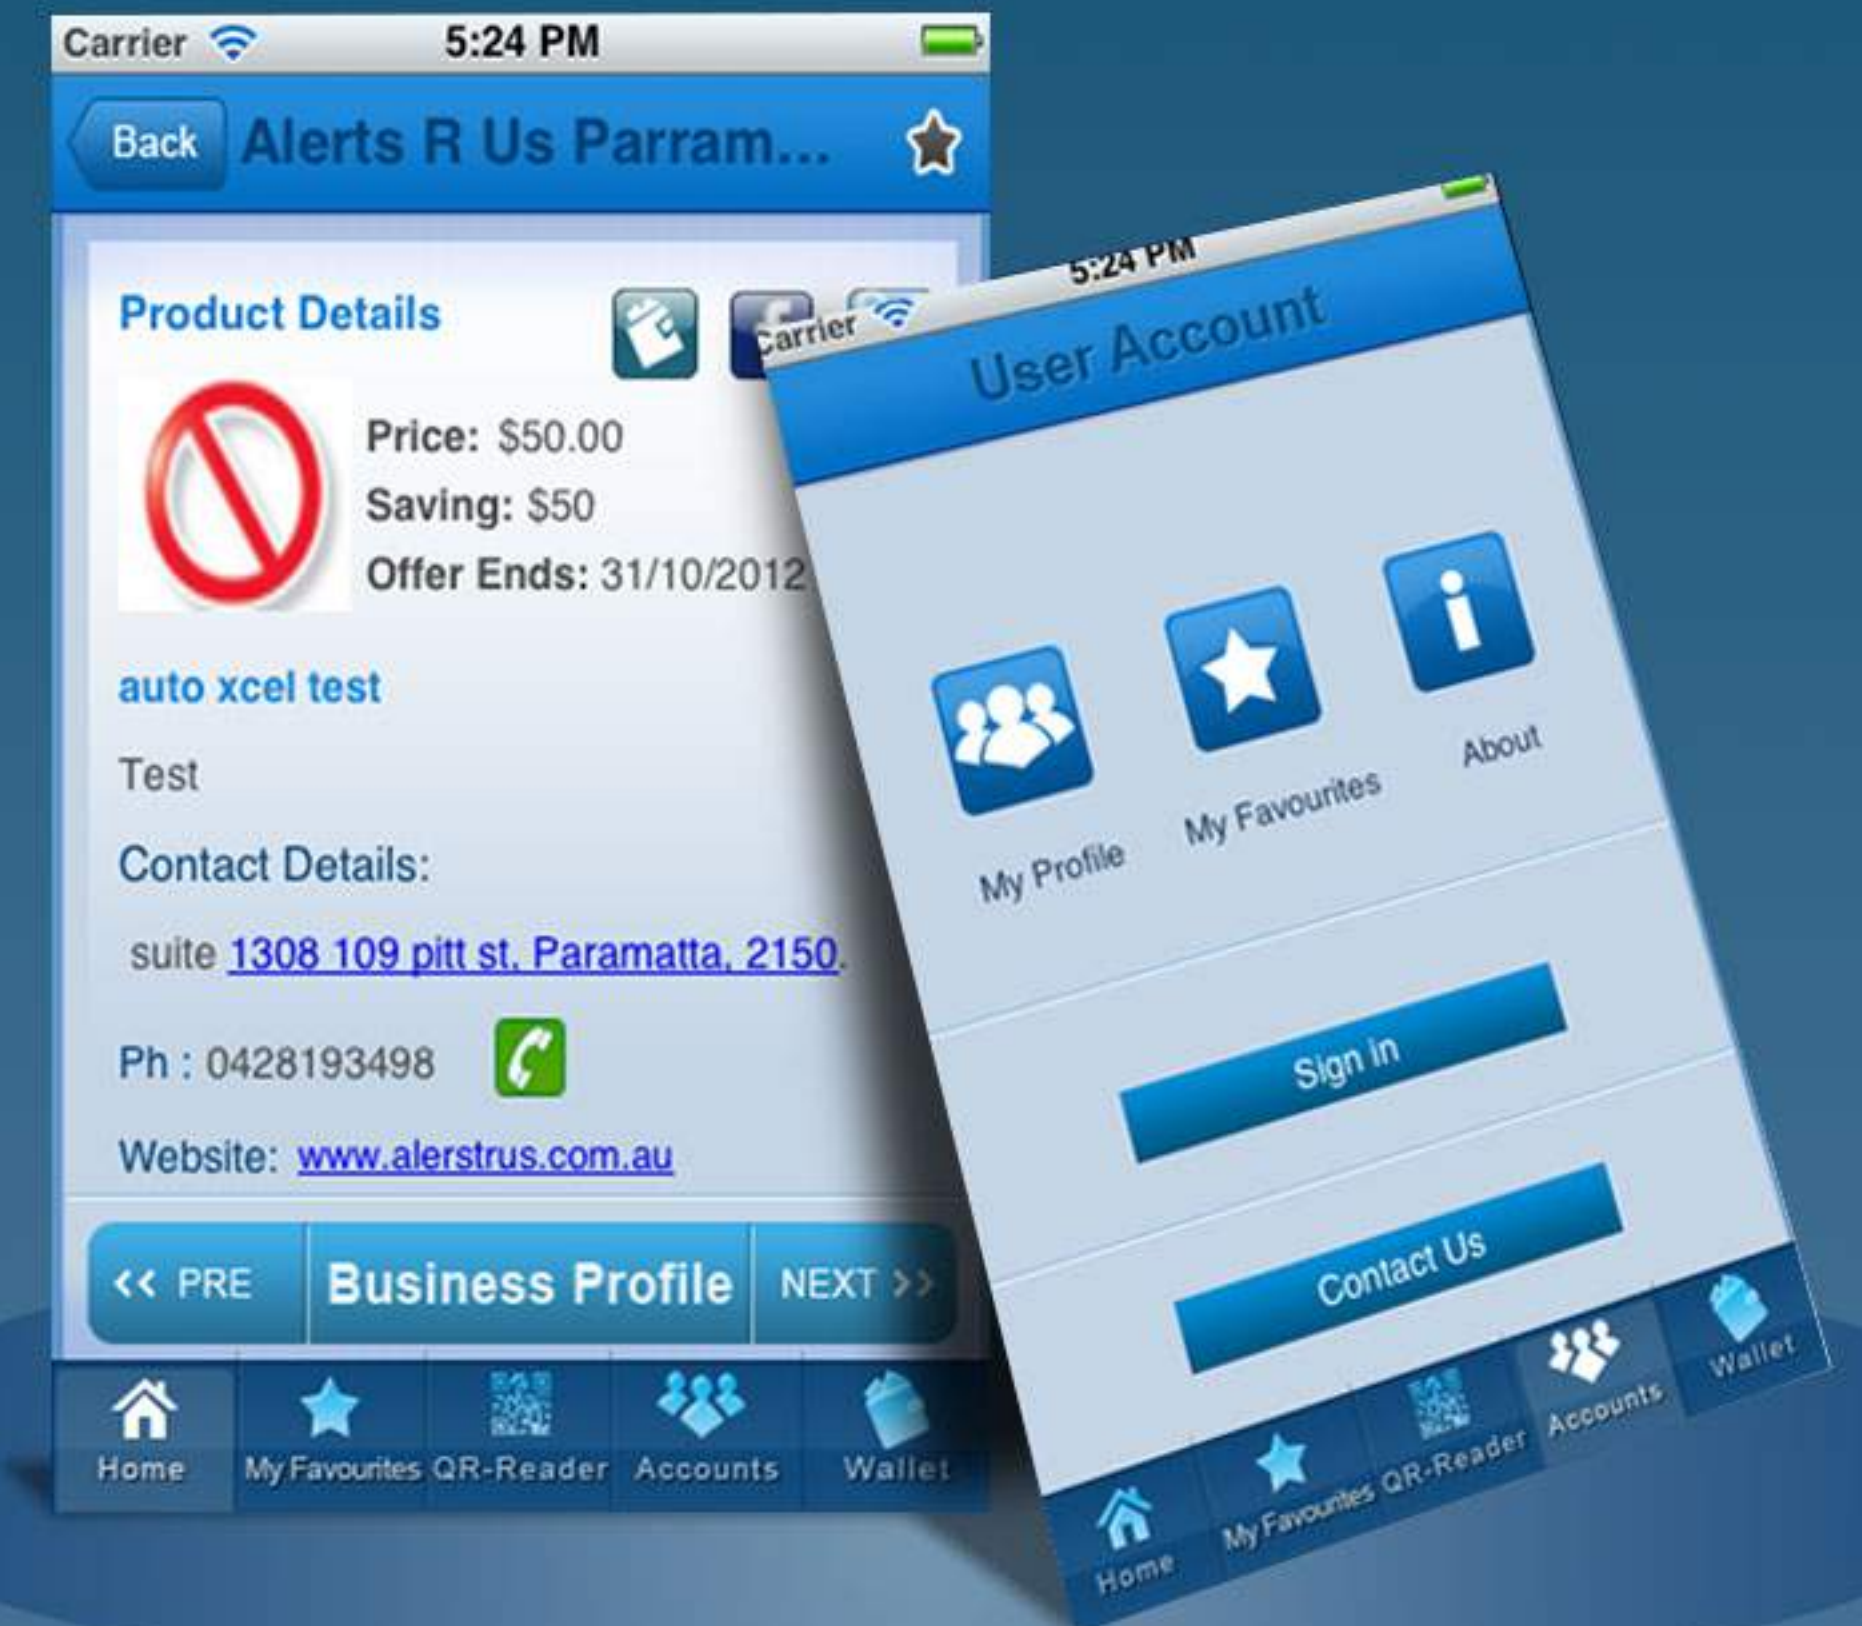 Carrier 5:24 PM
Back Alerts R Us Parram...
Product Details
Price: $50.00
Saving: $50
Offer Ends: 31/10/2012
auto xcel test
Test
Contact Details:
suite 1308 109 pitt st, Paramatta, 2150.
Ph : 0428193498
Website: www.alerstrus.com.au
<< PRE Business Profile NEXT >>
Home My Favourites QR-Reader Accounts Wallet
Carrier 5:24 PM
User Account
My Profile My Favourites About
Sign in
Contact Us
Home My Favourites QR-Reader Accounts Wallet